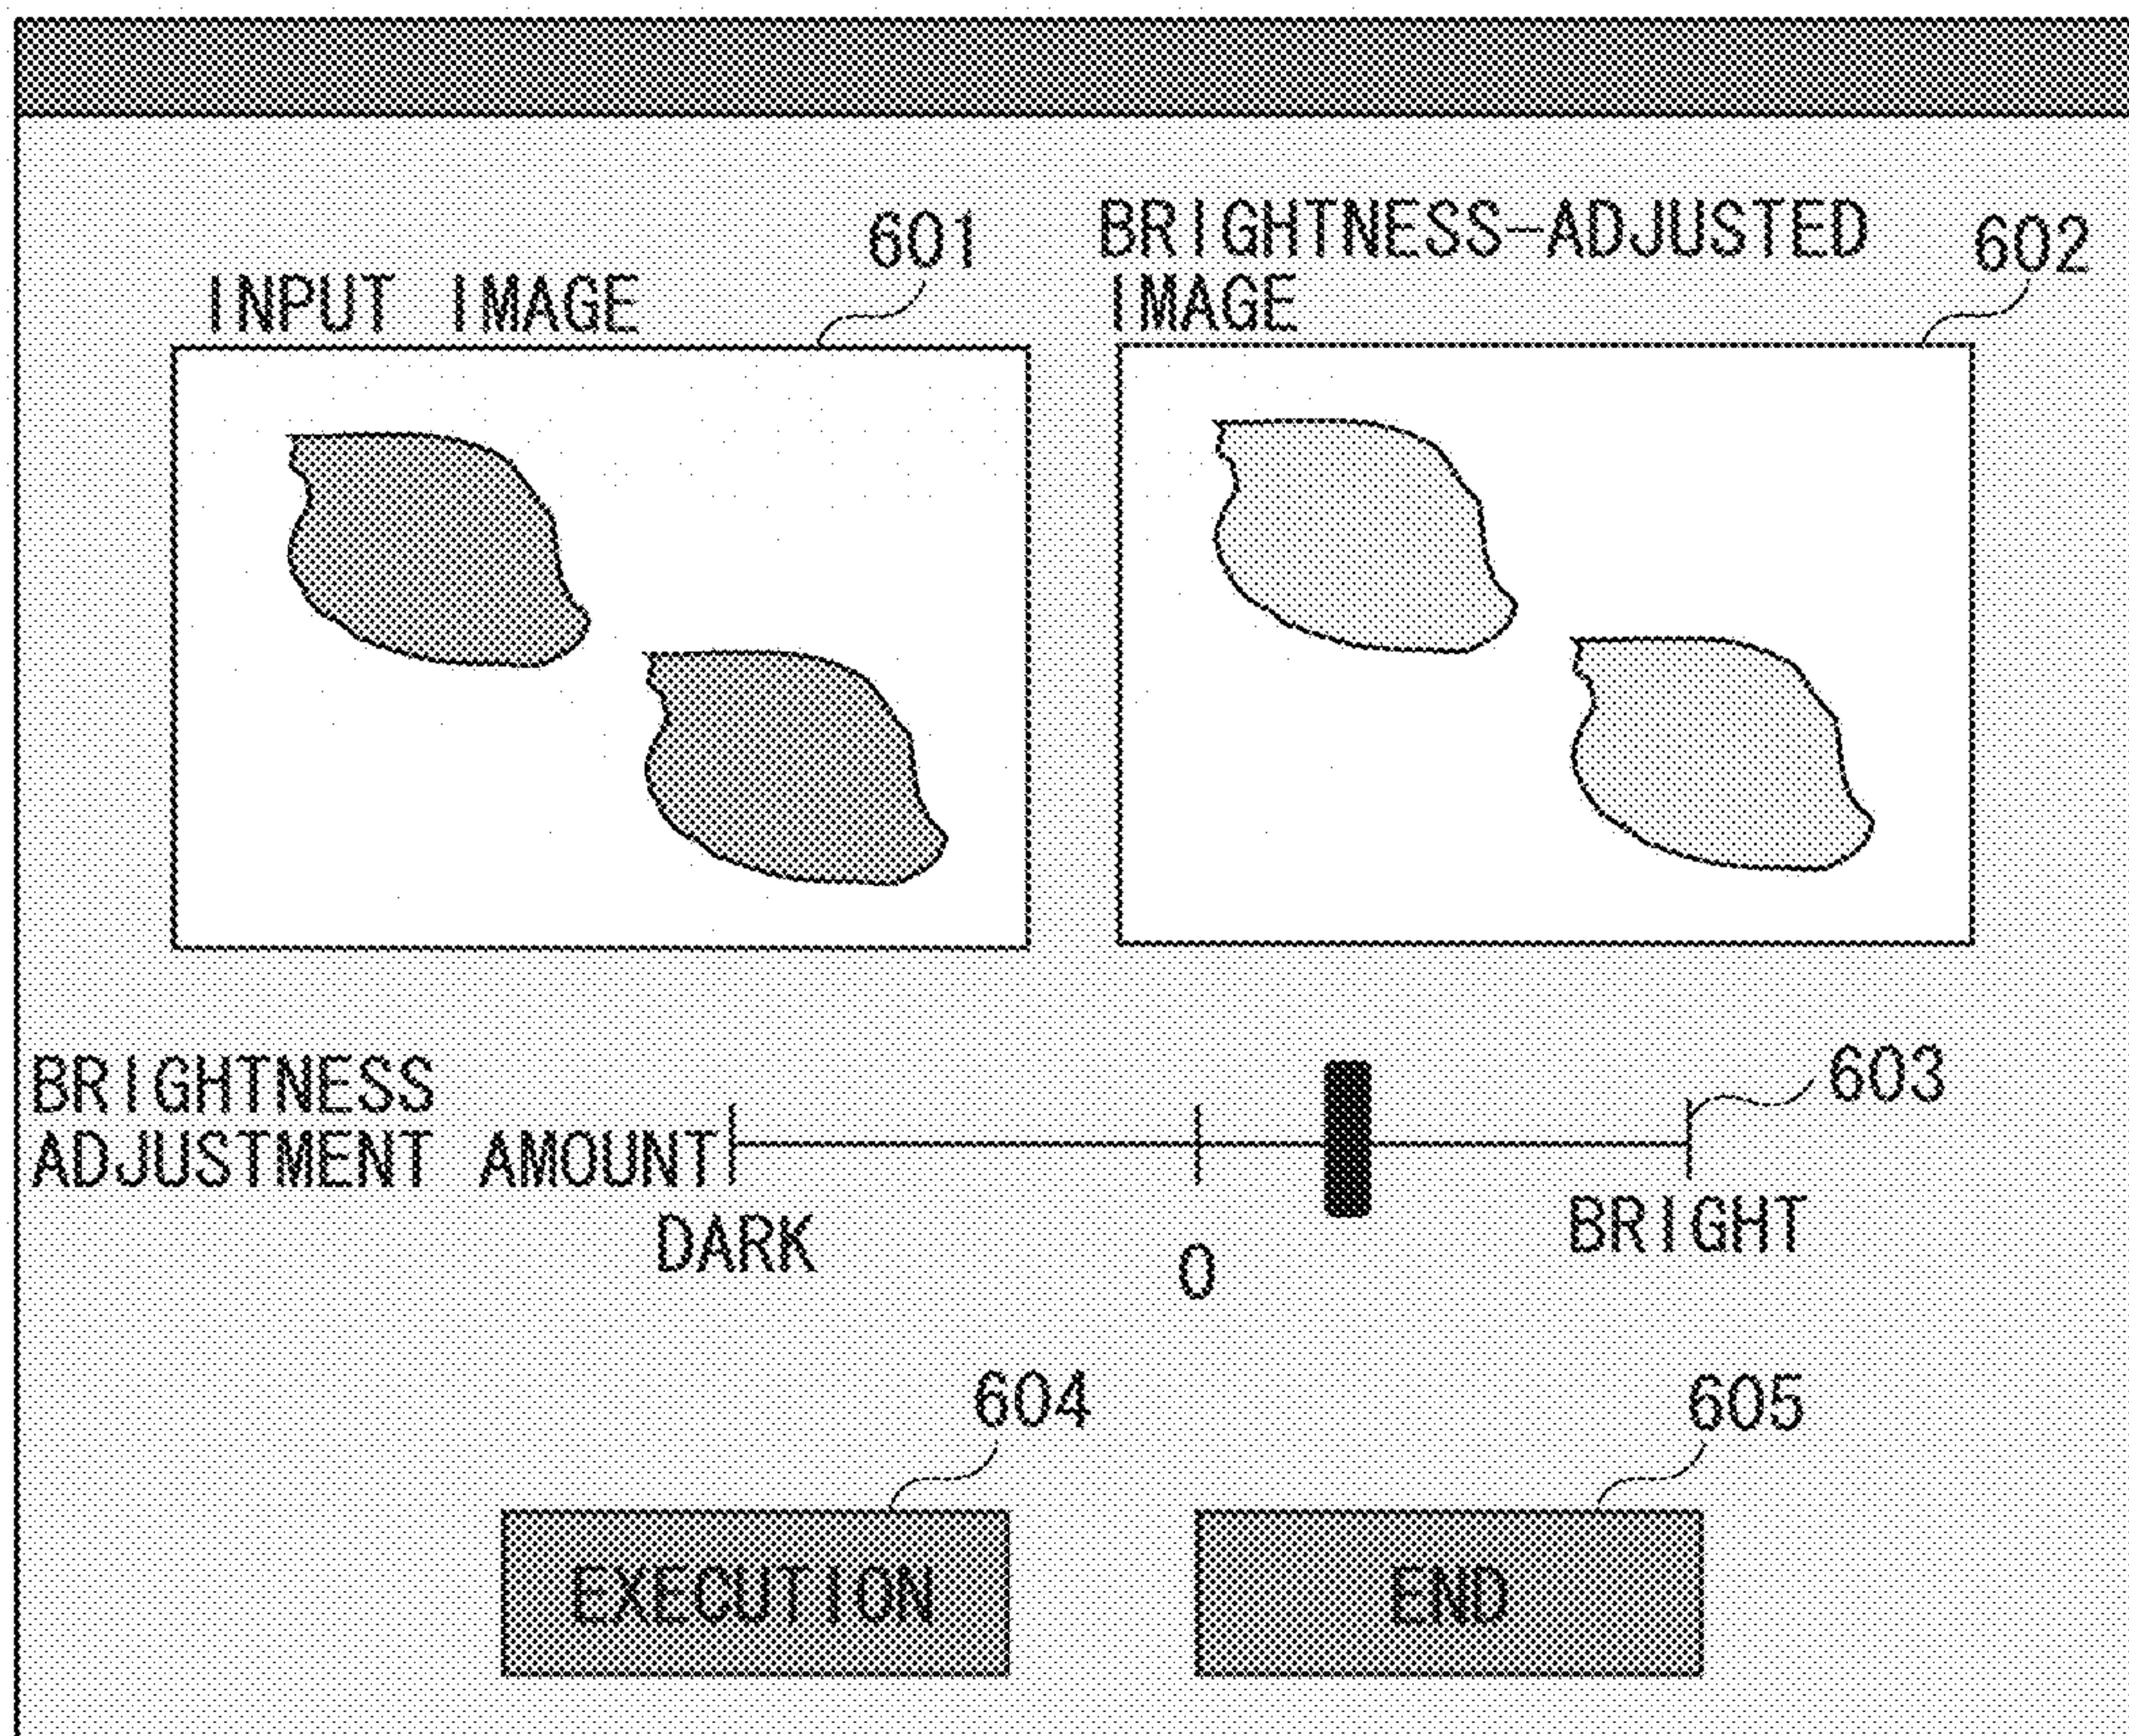 601
INPUT IMAGE
BRIGHTNESS-ADJUSTED
IMAGE
602
BRIGHTNESS
ADJUSTMENT AMOUNT
603
DARK
0
BRIGHT
604
605
EXECUTION
END